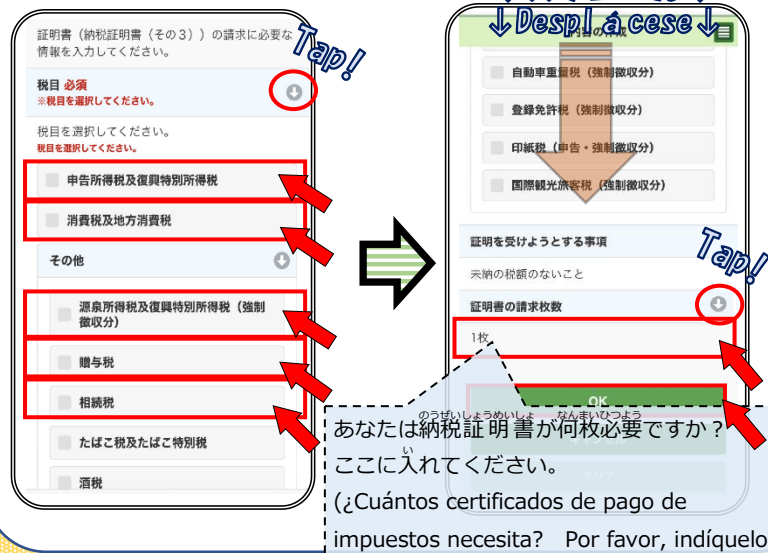 証明書（納税証明書（その３））の請求に必要な
情報を入力してください。
Tap!
税目 必須
※税目を選択してください。
税目を選択してください。
税目を選択してください。
申告所得税及復興特別所得税
消費税及地方消費税
その他
源泉所得税及復興特別所得税（強制
徴収分）
贈与税
相続税
たばこ税及たばこ特別税
酒税
↓Desplácese↓
自動車重量税（強制徴収分）
登録免許税（強制徴収分）
印紙税（申告・強制徴収分）
国際観光旅客税（強制徴収分）
証明を受けようとする事項
Tap!
未納の税額のないこと
証明書の請求枚数
1枚
OK
のうぜいしょうめいしょ なんまいひつよう
あなたは納税証明書が何枚必要ですか？
い
ここに入れてください。
(¿Cuántos certificados de pago de
impuestos necesita? Por favor, indíquelo